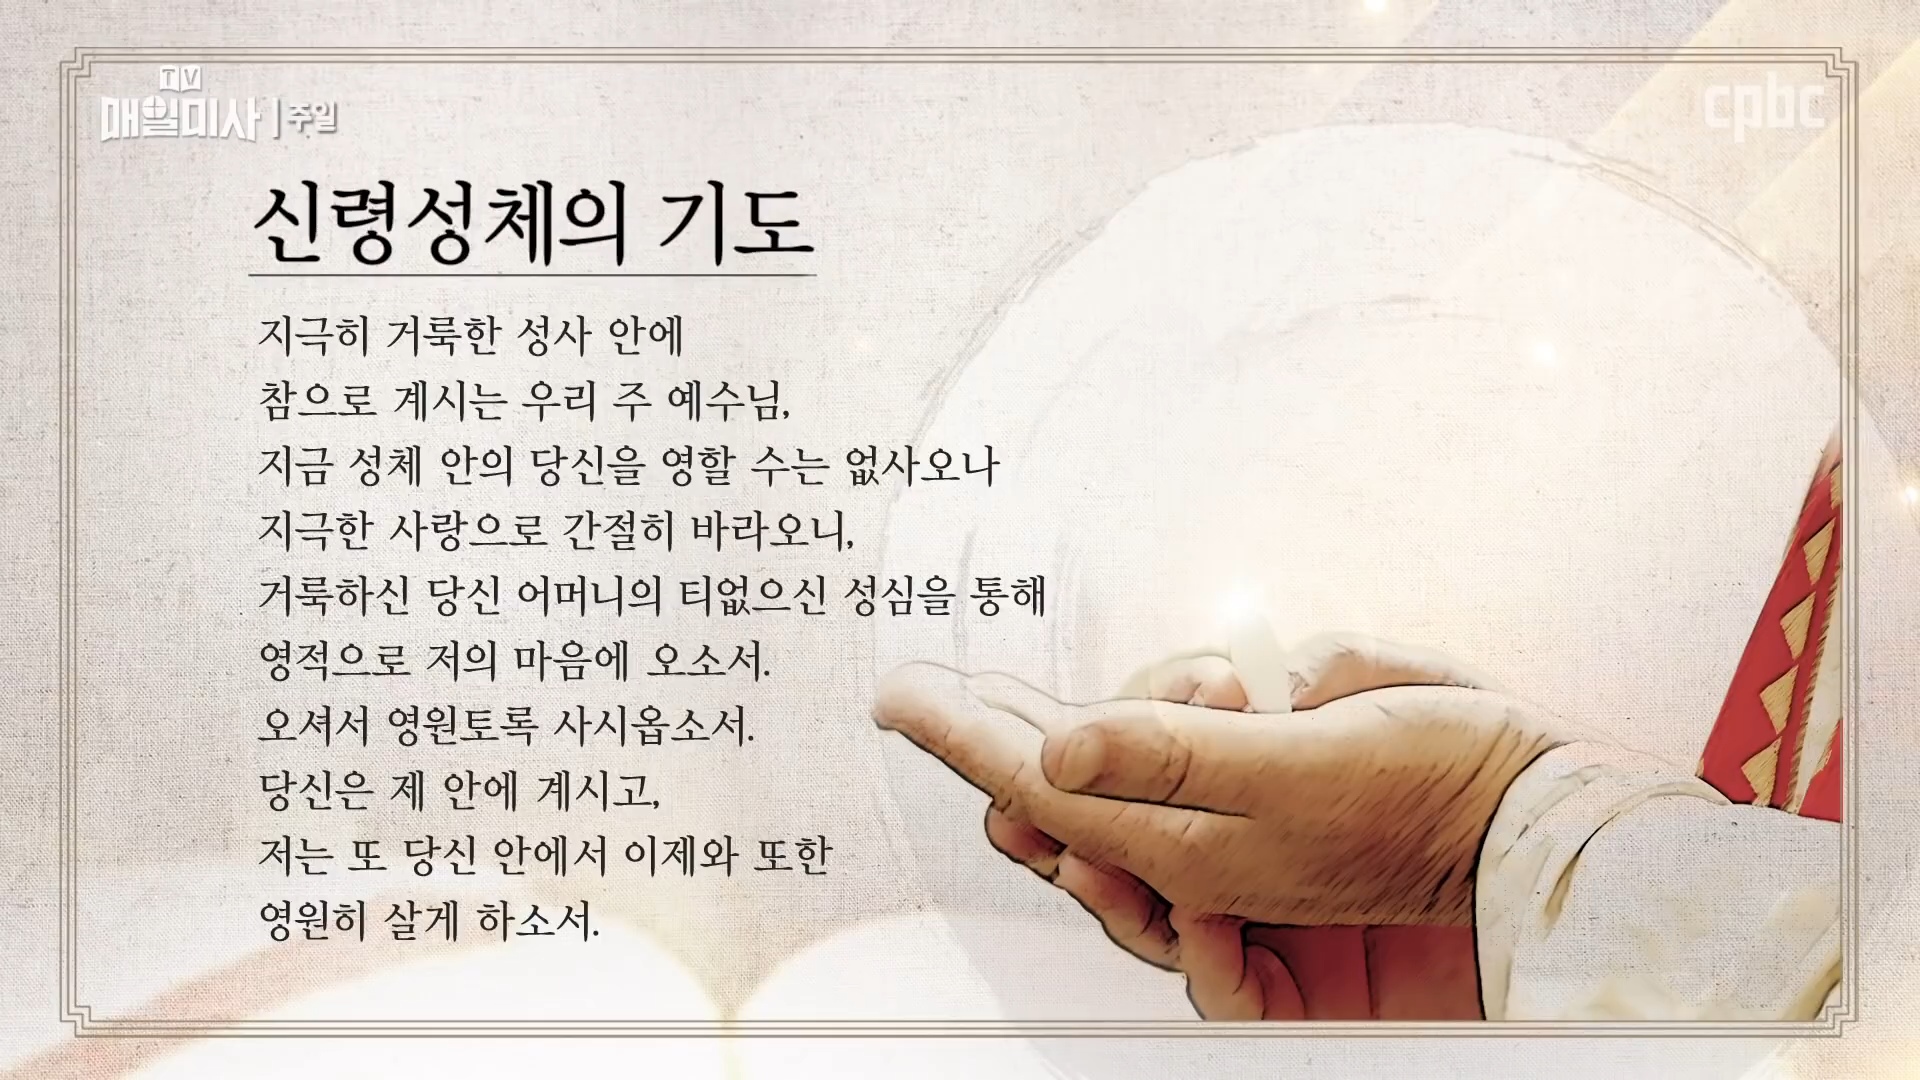 TV
매일미사 | 주일
cpbc
신령성체의 기도
지극히 거룩한 성사 안에
참으로 계시는 우리 주 예수님,
지금 성체 안의 당신을 영할 수는 없사오나
지극한 사랑으로 간절히 바라오니,
거룩하신 당신 어머니의 티없으신 성심을 통해
영적으로 저의 마음에 오소서.
오셔서 영원토록 사시옵소서.
당신은 제 안에 계시고,
저는 또 당신 안에서 이제와 또한
영원히 살게 하소서.